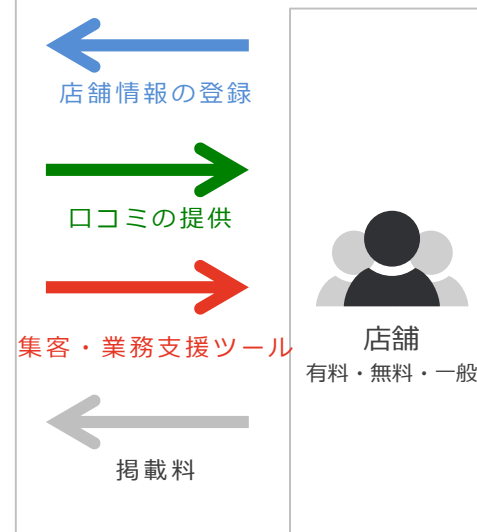 店舗情報の登録
口コミの提供
集客・業務支援ツール
掲載料
店舗
有料・無料・一般